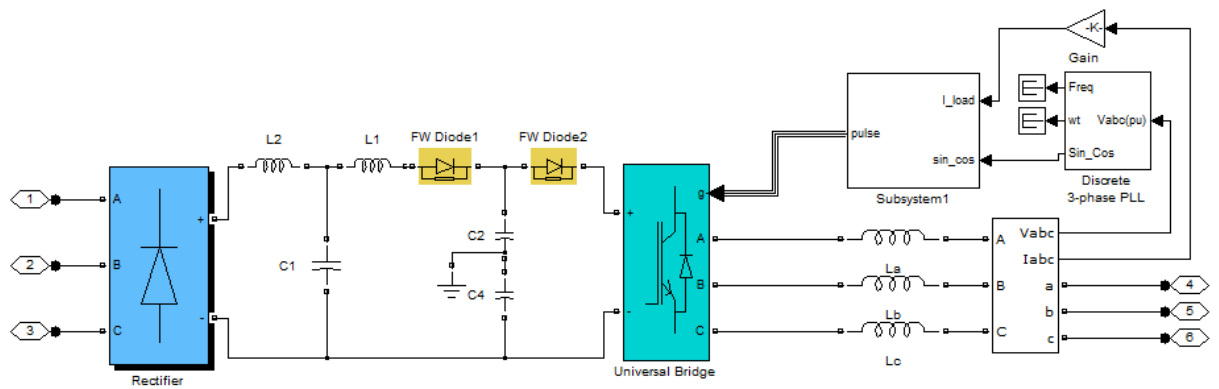 -K-
Gain
I_load
pulse
sin_cos
Subsystem1
Freq
wt
Vabc(pu)
Sin_Cos
Discrete
3-phase PLL
L2
L1
FW Diode1
FW Diode2
1
A
2
B
3
C
+
-
Rectifier
C1
C2
C4
+
-
g
A
B
C
Universal Bridge
La
Lb
Lc
A
B
C
Vabc
Iabc
a
b
c
4
5
6